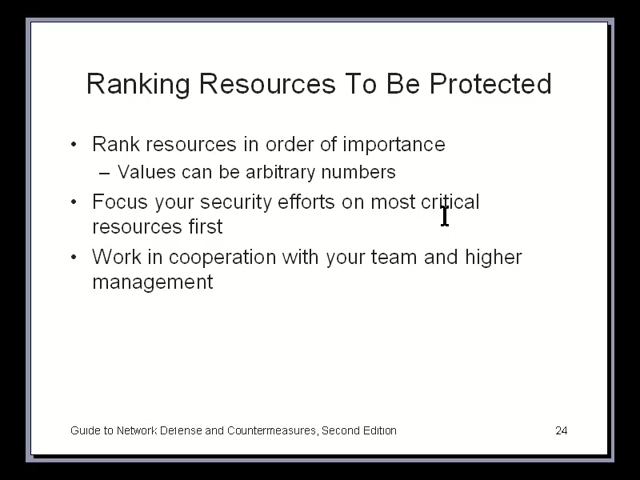 Ranking Resources To Be Protected
• Rank resources in order of importance
– Values can be arbitrary numbers
• Focus your security efforts on most critical
resources first
• Work in cooperation with your team and higher
management
Guide to Network Defense and Countermeasures, Second Edition
24